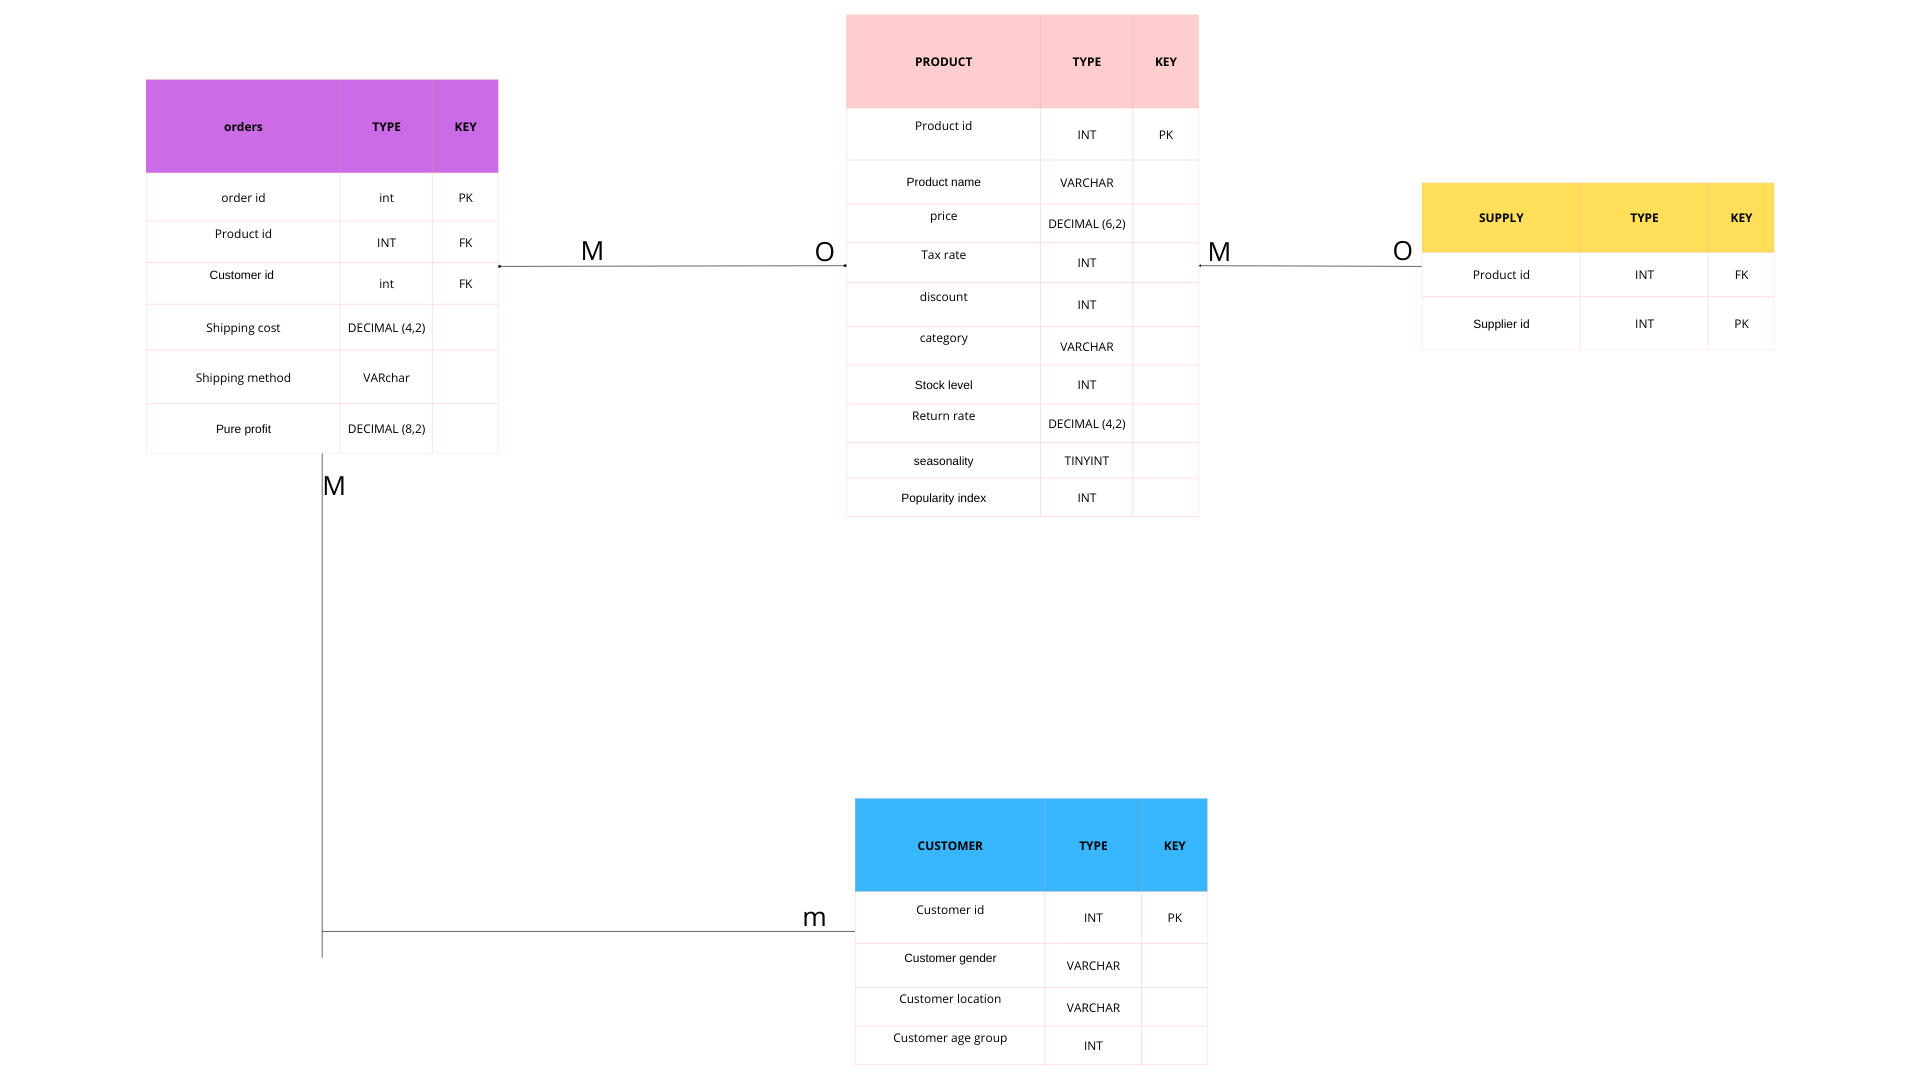 orders TYPE KEY
order id int PK
Product id INT FK
Customer id int FK
Shipping cost DECIMAL (4,2)
Shipping method VARchar
Pure profit DECIMAL (8,2)
M
M O
PRODUCT TYPE KEY
Product id INT PK
Product name VARCHAR
price DECIMAL (6,2)
Tax rate INT
discount INT
category VARCHAR
Stock level INT
Return rate DECIMAL (4,2)
seasonality TINYINT
Popularity index INT
M O
SUPPLY TYPE KEY
Product id INT FK
Supplier id INT PK
m
CUSTOMER TYPE KEY
Customer id INT PK
Customer gender VARCHAR
Customer location VARCHAR
Customer age group INT